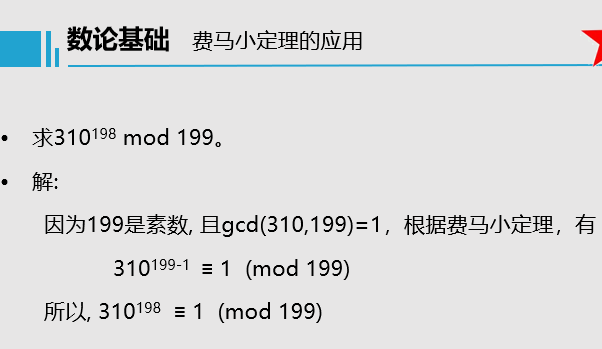 数论基础 费马小定理的应用
• 求310¹⁹⁸ mod 199。
• 解:
因为199是素数, 且gcd(310,199)=1，根据费马小定理，有
310¹⁹⁹⁻¹ ≡ 1 (mod 199)
所以, 310¹⁹⁸ ≡ 1 (mod 199)